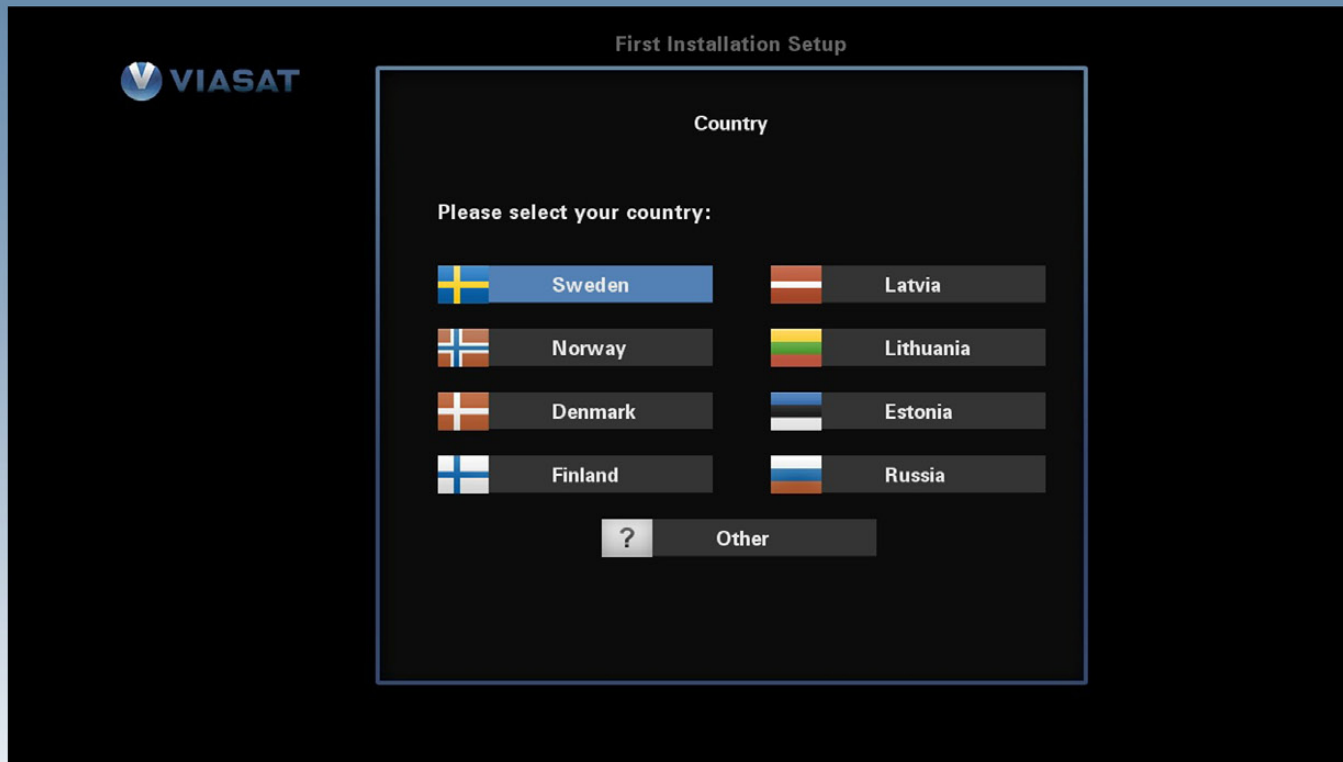 First Installation Setup
VIASAT
Country
Please select your country:
Sweden
Latvia
Norway
Lithuania
Denmark
Estonia
Finland
Russia
? Other